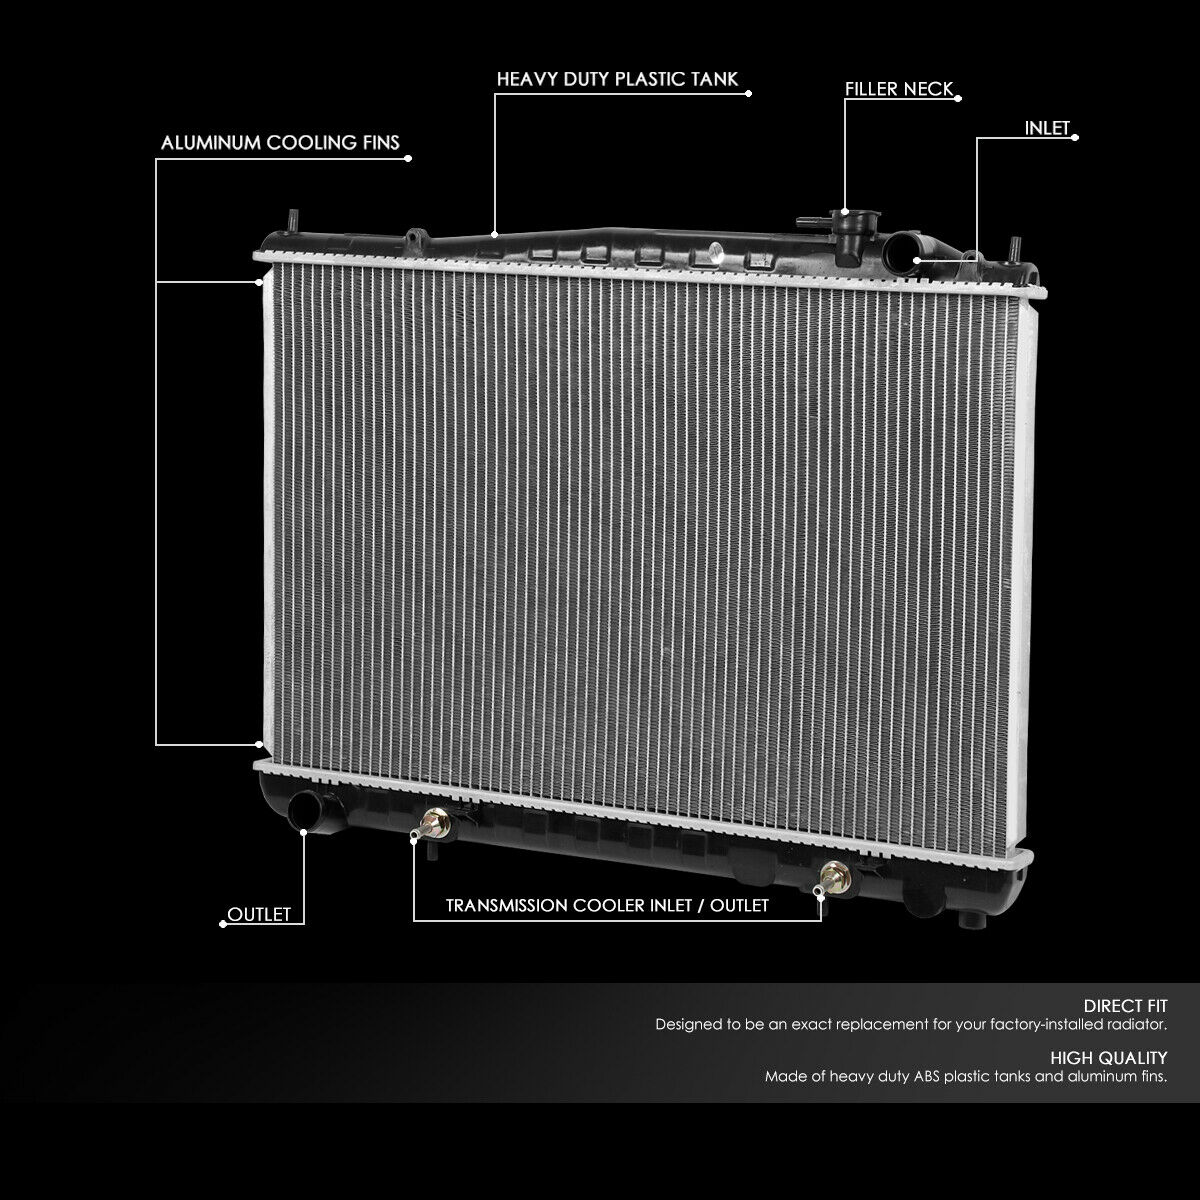 HEAVY DUTY PLASTIC TANK
FILLER NECK
INLET
ALUMINUM COOLING FINS
OUTLET
TRANSMISSION COOLER INLET / OUTLET
DIRECT FIT
Designed to be an exact replacement for your factory-installed radiator.
HIGH QUALITY
Made of heavy duty ABS plastic tanks and aluminum fins.